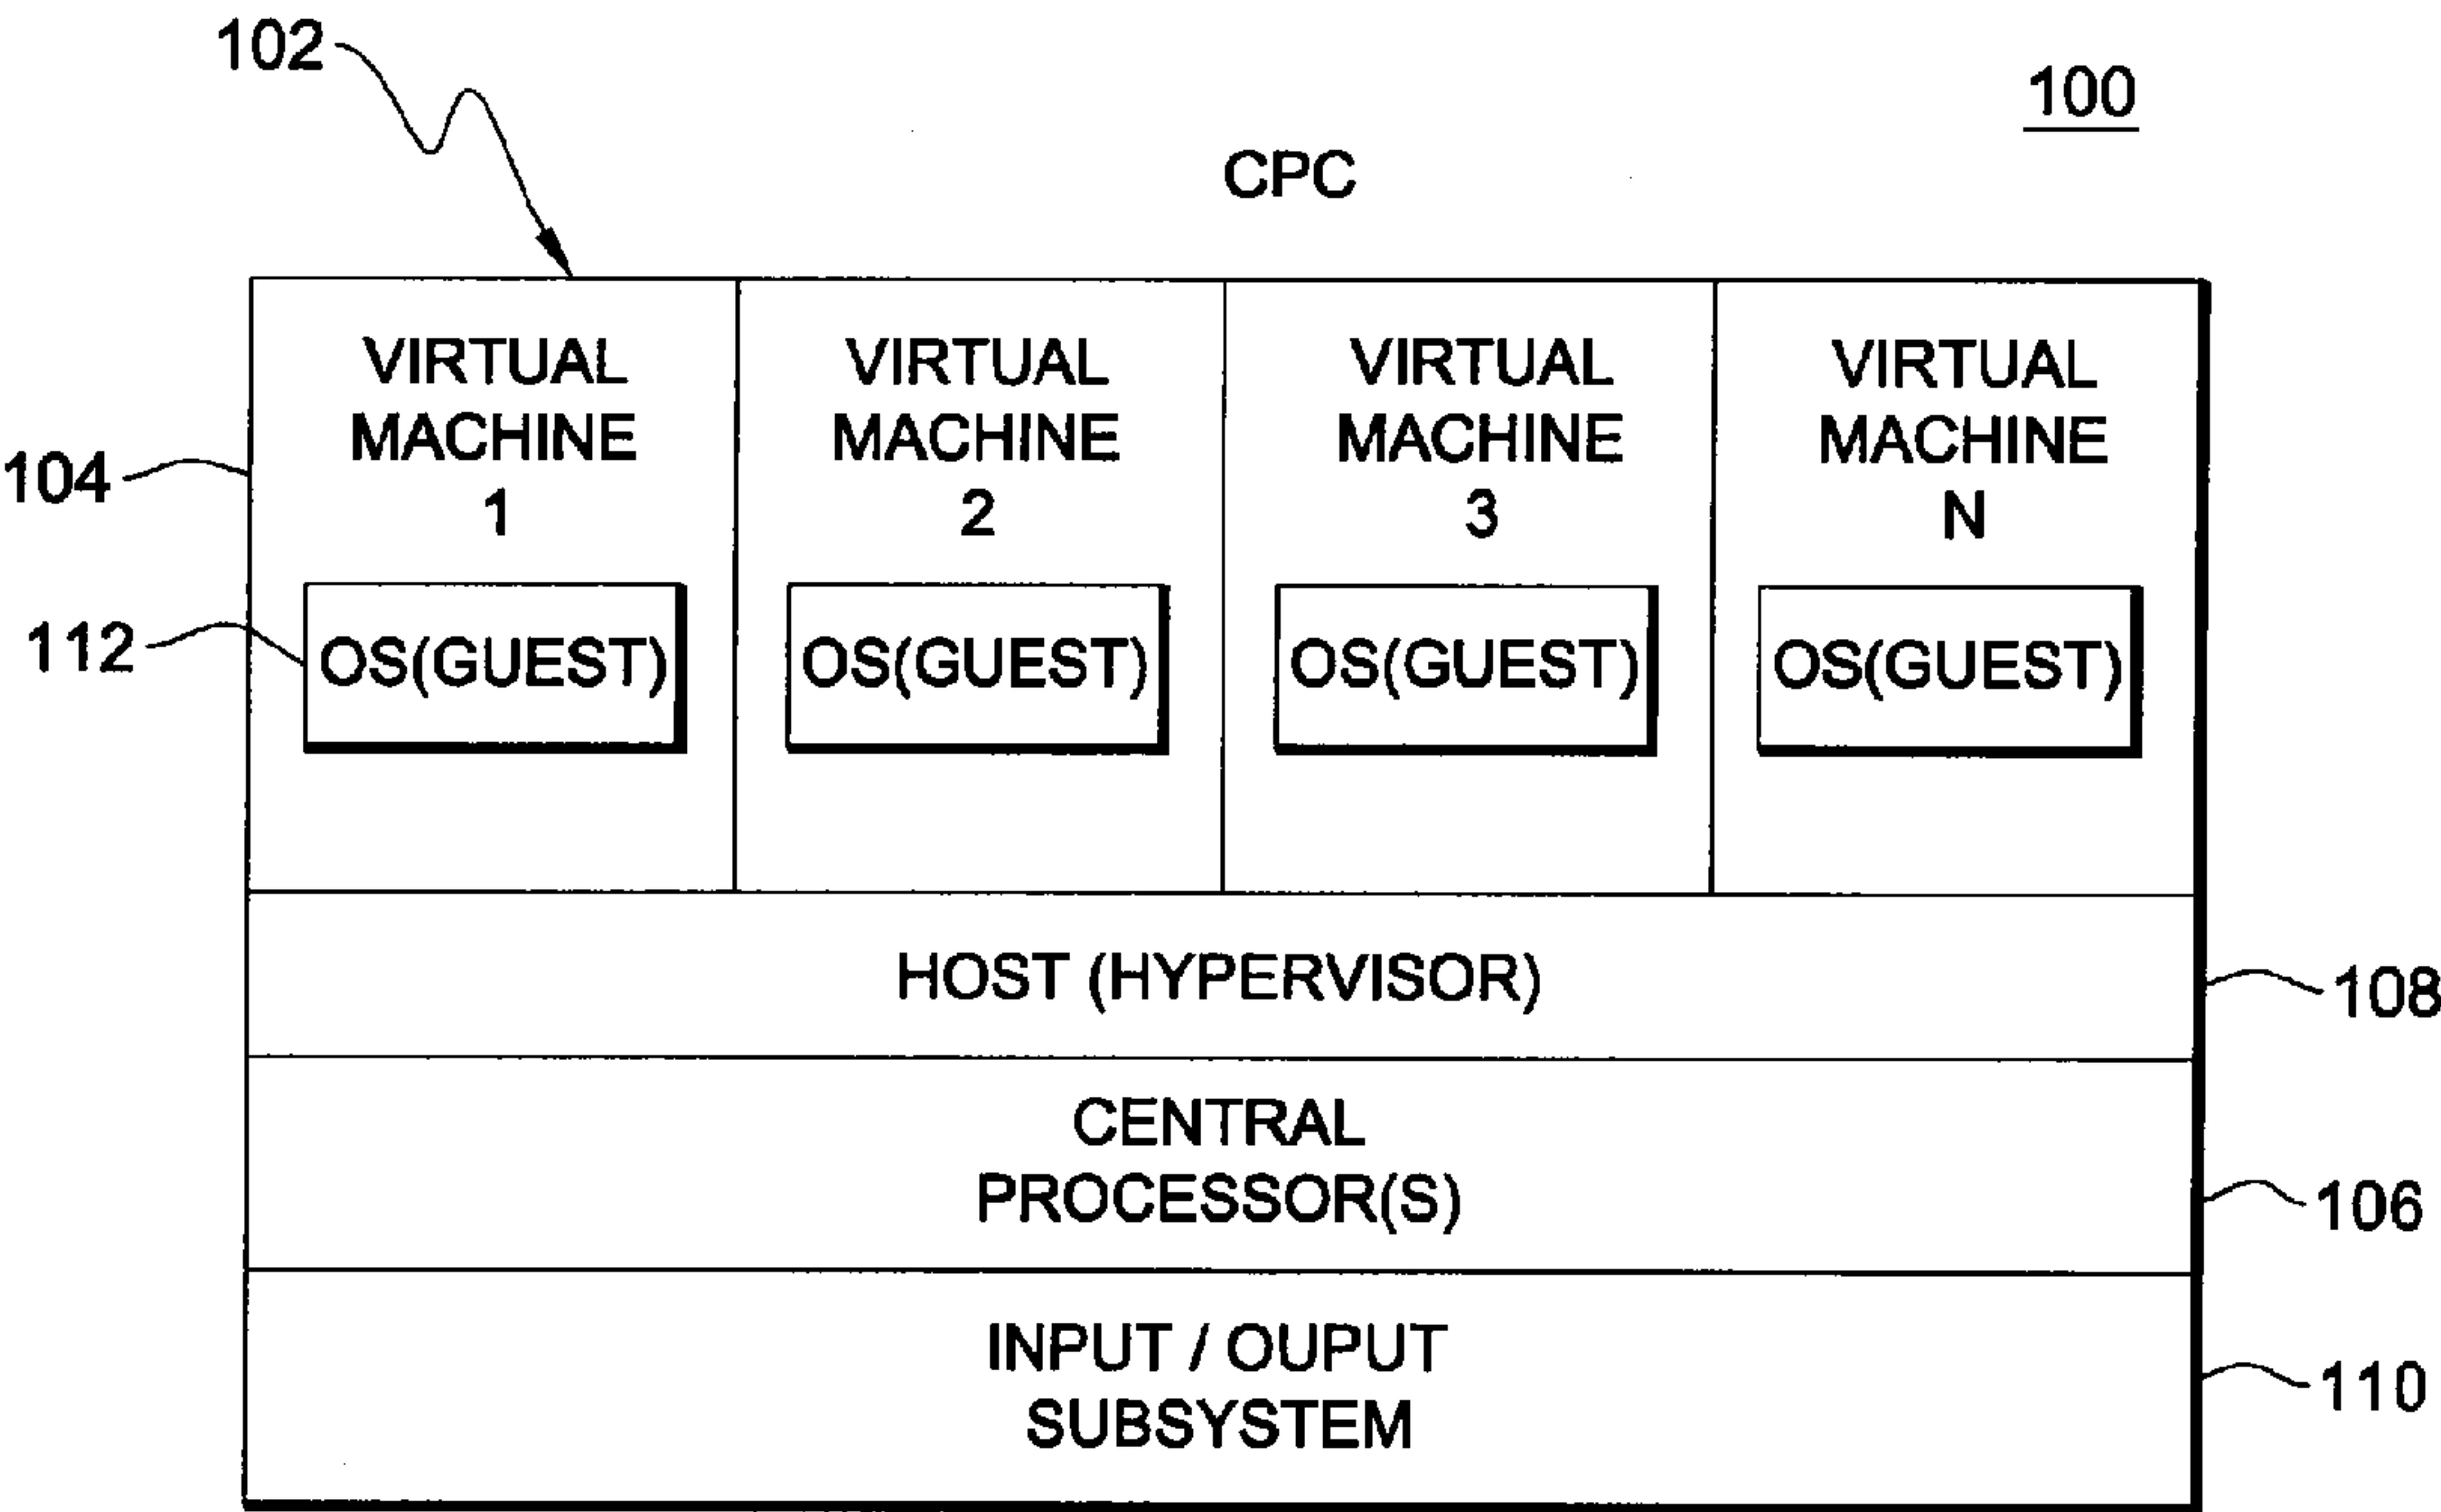 102
100
CPC
VIRTUAL MACHINE 1
VIRTUAL MACHINE 2
VIRTUAL MACHINE 3
VIRTUAL MACHINE N
104
112
OS(GUEST)
OS(GUEST)
OS(GUEST)
OS(GUEST)
HOST (HYPERVISOR)
108
CENTRAL
PROCESSOR(S)
106
INPUT / OUPUT
SUBSYSTEM
110